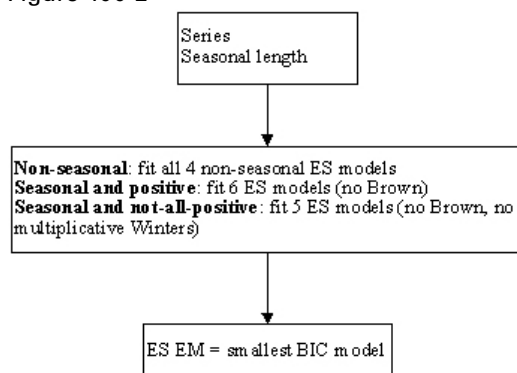 Series
Seasonal length
Non-seasonal: fit all 4 non-seasonal ES models
Seasonal and positive: fit 6 ES models (no Brown)
Seasonal and not-all-positive: fit 5 ES models (no Brown, no
multiplicative Winters)
ES EM = smallest BIC model